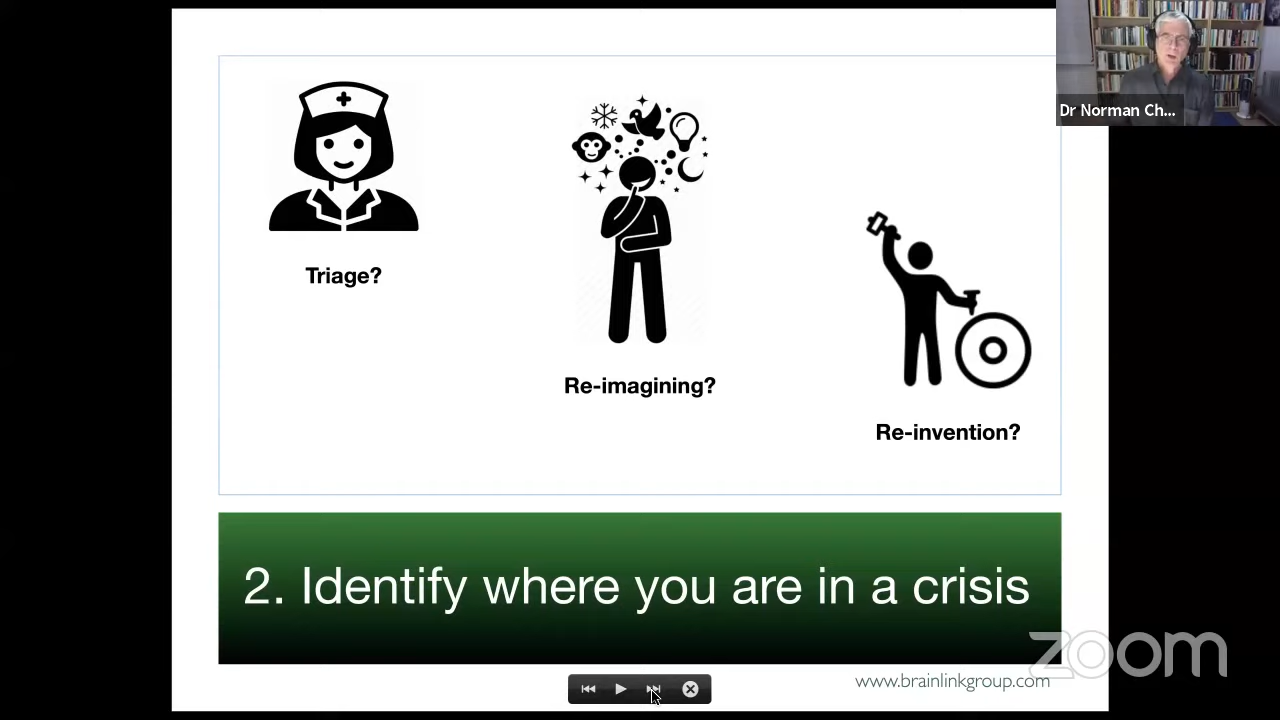 Dr Norman Ch...
Triage?
Re-imagining?
Re-invention?
2. Identify where you are in a crisis
zoom
www.brainlinkgroup.com